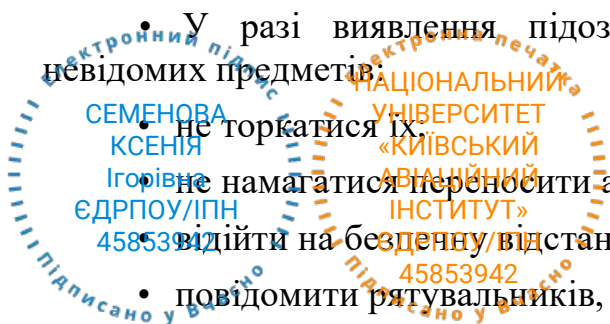 • У разі виявлення підоз
невідомих предметів:
• не торкатися їх;
• не намагатися переносити а
• відійти на безпечну відстан
• повідомити рятувальників,
Електронний підпис
СЕМЕНОВА
КСЕНІЯ
Ігорівна
ЄДРПОУ/ІПН
45853942
Підписано у Вчасно
Електронна печатка
НАЦІОНАЛЬНИЙ
УНІВЕРСИТЕТ
«КИЇВСЬКИЙ
АВІАЦІЙНИЙ
ІНСТИТУТ»
ЄДРПОУ/ІПН
45853942
Підписано у Вчасно